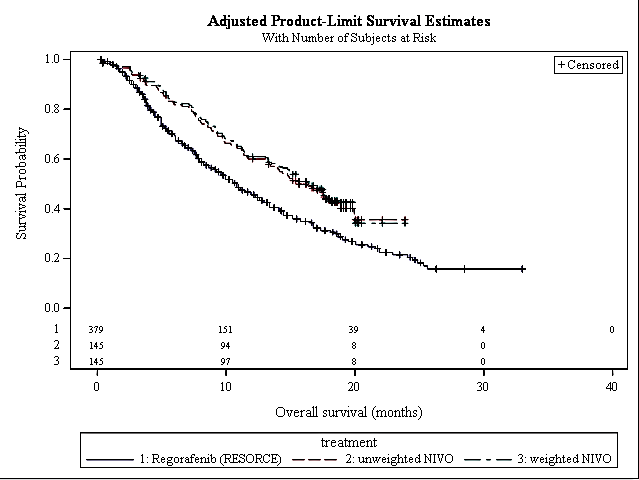 Adjusted Product-Limit Survival Estimates
With Number of Subjects at Risk
+ Censored
Survival Probability
1.0
0.8
0.6
0.4
0.2
0.0
1 379 151 39 4 0
2 145 94 8 0
3 145 97 8 0
0 10 20 30 40
Overall survival (months)
treatment
1: Regorafenib (RESORCE) 2: unweighted NIVO 3: weighted NIVO